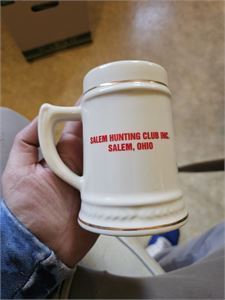 SALEM HUNTING CLUB INC.
SALEM, OHIO